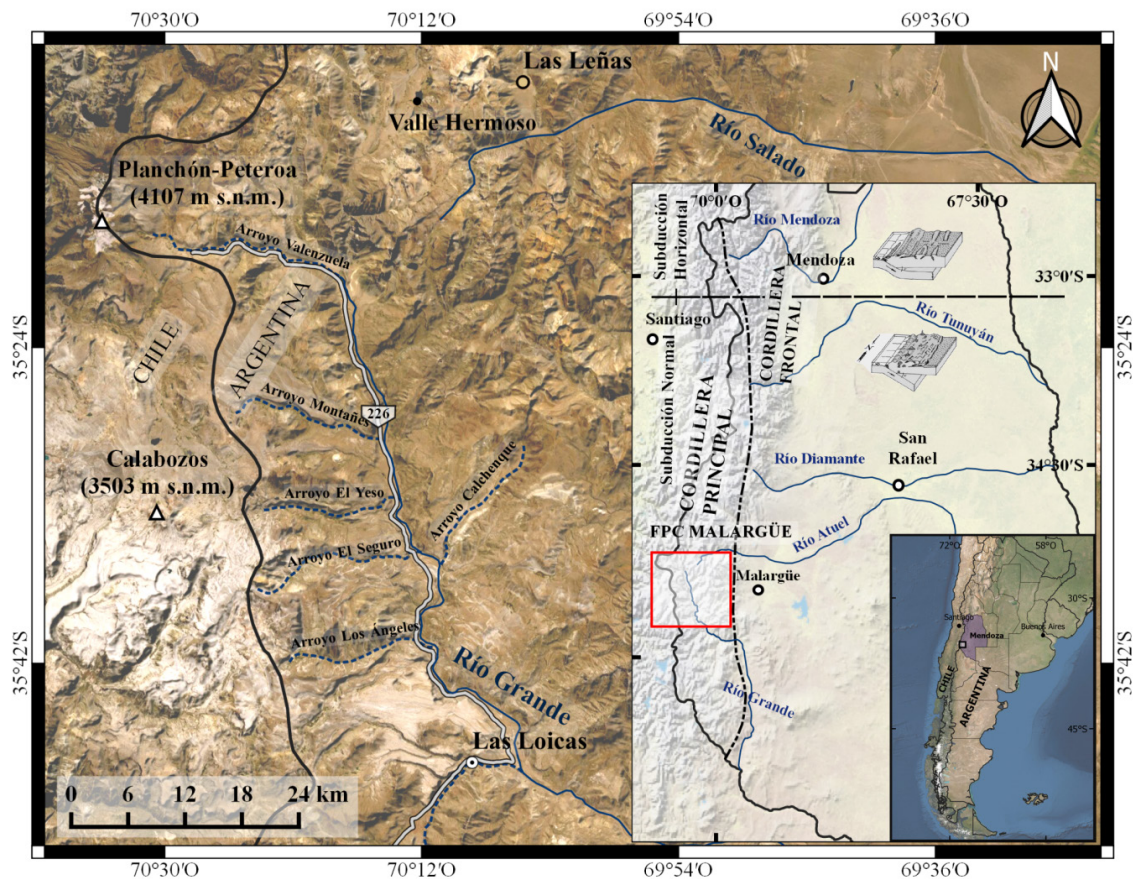 70°30'O
70°12'O
69°54'O
69°36'O
35°24'S
35°42'S
Las Leñas
Valle Hermoso
Río Salado
N
Planchón-Peteroa
(4107 m s.n.m.)
Arroyo Valenzuela
CHILE
ARGENTINA
226
Arroyo Montañes
Calabozos
(3503 m s.n.m.)
Arroyo El Yeso
Arroyo Calchenque
Arroyo El Seguro
Arroyo Los Ángeles
Río Grande
Las Loicas
0 6 12 18 24 km
70°0'O
67°30'O
Subducción
Horizontal
Río Mendoza
Mendoza
33°0'S
Santiago
CORDILLERA
FRONTAL
Río Tunuyán
Subducción Normal
CORDILLERA
PRINCIPAL
San
Rafael
34°30'S
Río Diamante
FPC MALARGÜE
Río Atuel
Malargüe
Río Grande
72°O
58°O
30°S
Santiago
Buenos Aires
Mendoza
CHILE
ARGENTINA
45°S
35°24'S
35°42'S
70°30'O
70°12'O
69°54'O
69°36'O